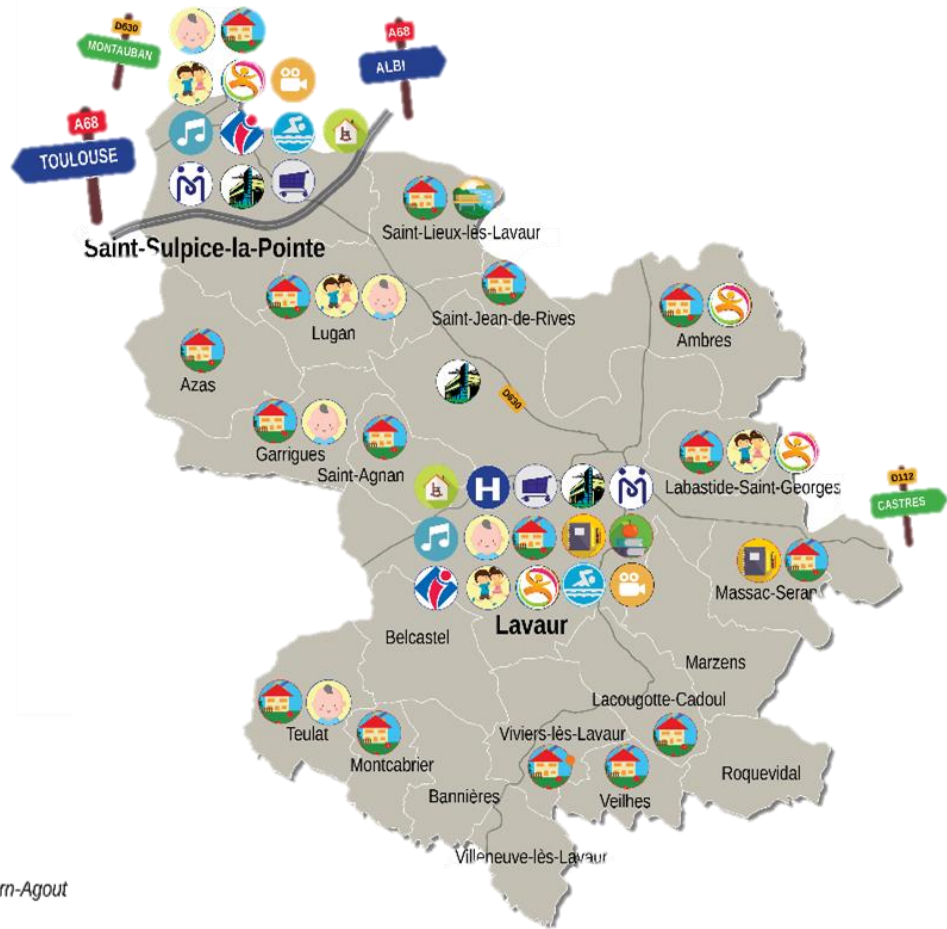 D630
MONTAUBAN
A68
ALBI
A68
TOULOUSE
Saint-Sulpice-la-Pointe
Saint-Lieux-lès-Lavaur
Saint-Jean-de-Rives
Lugan
Ambres
Azas
D630
Garrigues
Saint-Agnan
Labastide-Saint-Georges
D112
CASTRES
H
Massac-Seran
Lavaur
Belcastel
Marzens
Lacougotte-Cadoul
Teulat
Viviers-lès-Lavaur
Montcabrier
Roquevidal
Bannières
Veilhes
Villeneuve-lès-Lavaur
rn-Agout